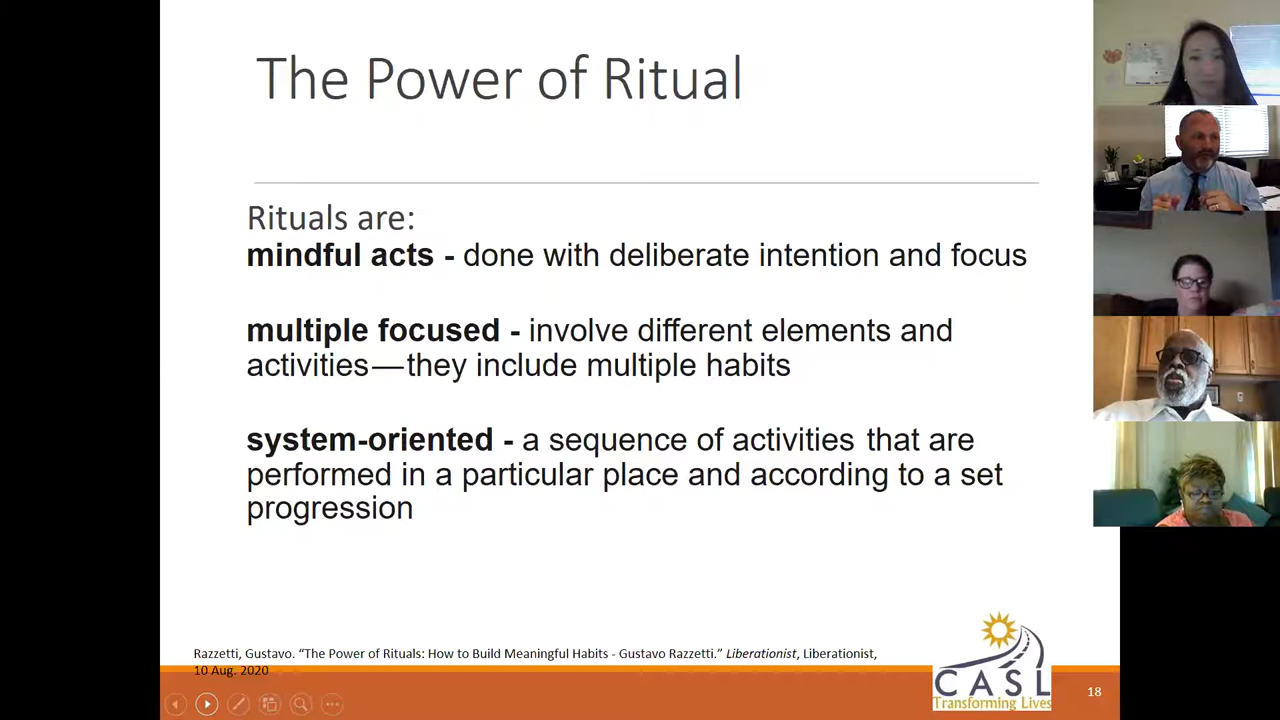 The Power of Ritual
Rituals are:
mindful acts - done with deliberate intention and focus
multiple focused - involve different elements and
activities—they include multiple habits
system-oriented - a sequence of activities that are
performed in a particular place and according to a set
progression
Razzetti, Gustavo. “The Power of Rituals: How to Build Meaningful Habits - Gustavo Razzetti.” Liberationist, Liberationist,
10 Aug. 2020
CASL
Transforming Lives
18